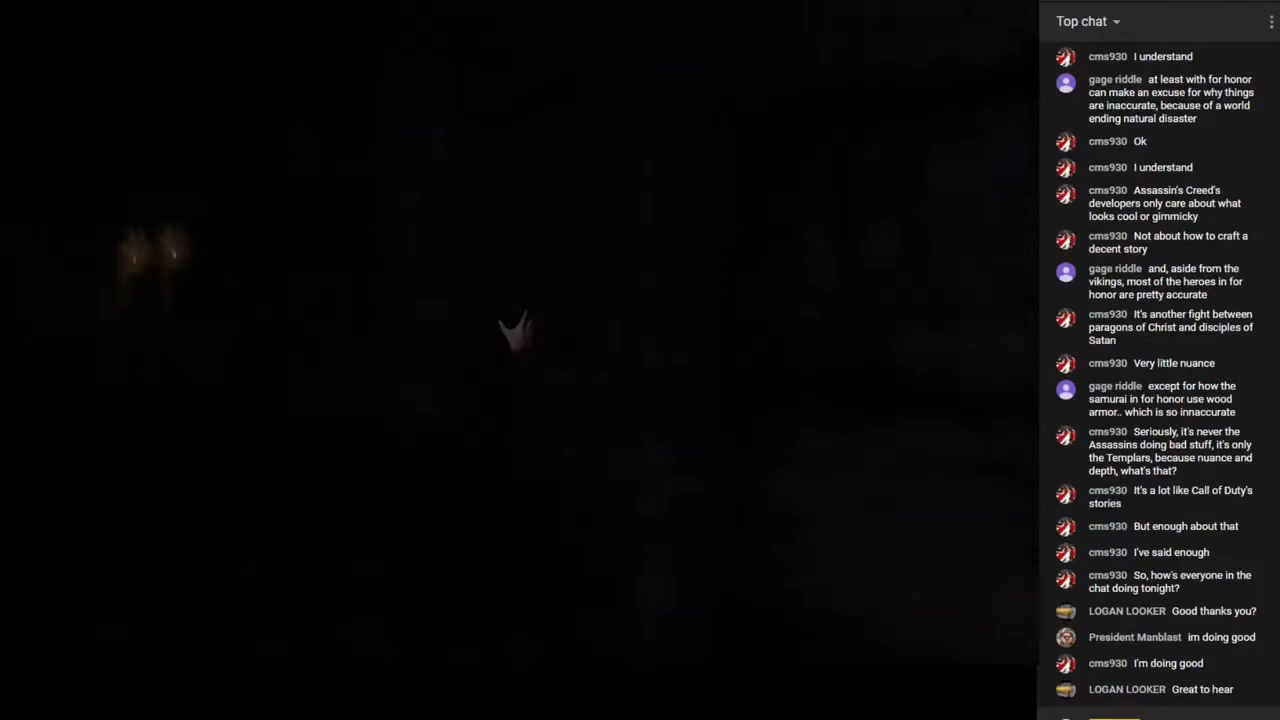 Top chat
cms930 I understand
gage riddle at least with for honor
can make an excuse for why things
are inaccurate, because of a world
ending natural disaster
cms930 Ok
cms930 I understand
cms930 Assassin's Creed's
developers only care about what
looks cool or gimmicky
cms930 Not about how to craft a
decent story
gage riddle and, aside from the
vikings, most of the heroes in for
honor are pretty accurate
cms930 It's another fight between
paragons of Christ and disciples of
Satan
cms930 Very little nuance
gage riddle except for how the
samurai in for honor use wood
armor.. which is so innaccurate
cms930 Seriously, it's never the
Assassins doing bad stuff, it's only
the Templars, because nuance and
depth, what's that?
cms930 It's a lot like Call of Duty's
stories
cms930 But enough about that
cms930 I've said enough
cms930 So, how's everyone in the
chat doing tonight?
LOGAN LOOKER Good thanks you?
President Manblast im doing good
cms930 I'm doing good
LOGAN LOOKER Great to hear